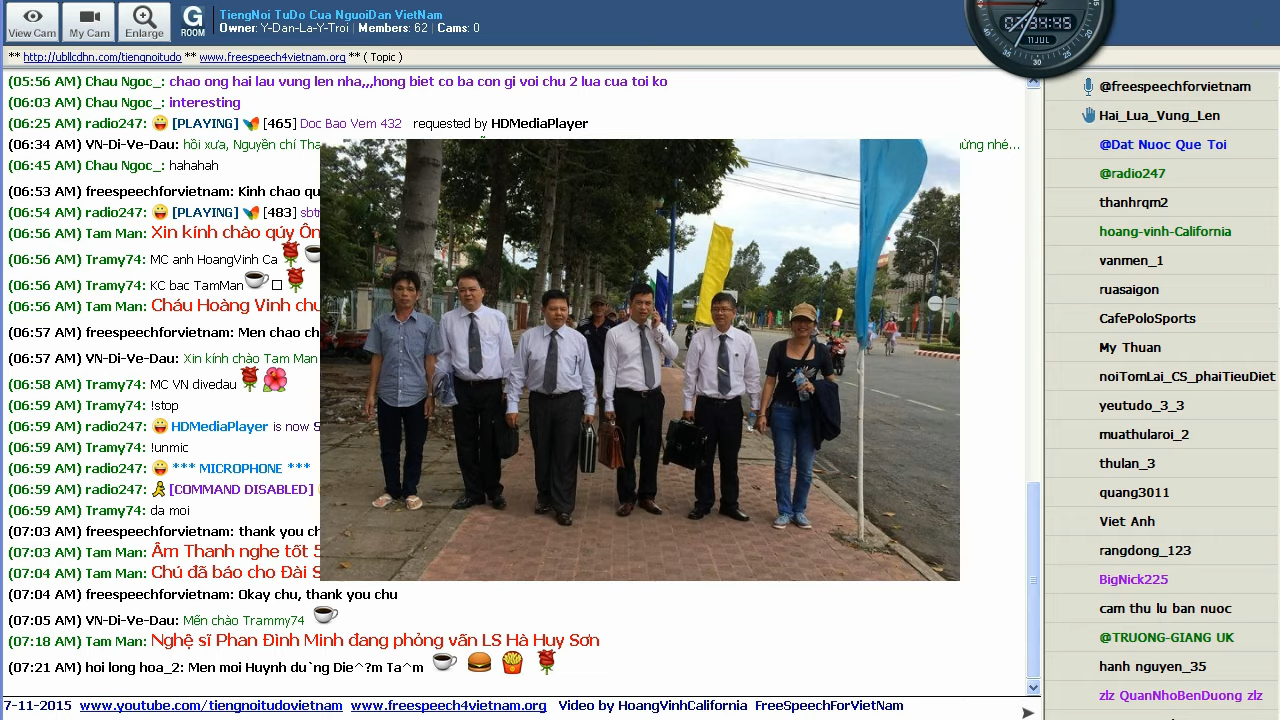 View Cam
My Cam
Enlarge
G
ROOM
TiengNoi TuDo Cua NguoiDan VietNam
Owner: Y-Dan-La-Y-Troi | Members: 62 | Cams: 0
07:34:45
11JUL
** http://ubllcdhn.com/tiengnoitudo ** www.freespeech4vietnam.org ** ( Topic )
(05:56 AM) Chau Ngoc_: chao ong hai lau vung len nha,,,hong biet co ba con gi voi chu 2 lua cua toi ko
(06:03 AM) Chau Ngoc_: interesting
(06:25 AM) radio247: [PLAYING] [465] Doc Bao Vem 432 requested by HDMediaPlayer
(06:34 AM) VN-Di-Ve-Dau: hồi xưa, Nguyễn chí Tha ừng nhé...
(06:45 AM) Chau Ngoc_: hahahah
(06:53 AM) freespeechforvietnam: Kinh chao qu
(06:54 AM) radio247: [PLAYING] [483] sbtn
(06:56 AM) Tam Man: Xin kính chào qúy Ôn
(06:56 AM) Tramy74: MC anh HoangVinh Ca
(06:56 AM) Tramy74: KC bac TamMan
(06:56 AM) Tam Man: Cháu Hoàng Vinh chu
(06:57 AM) freespeechforvietnam: Men chao ch
(06:57 AM) VN-Di-Ve-Dau: Xin kính chào Tam Man
(06:58 AM) Tramy74: MC VN divedau
(06:59 AM) Tramy74: !stop
(06:59 AM) radio247: HDMediaPlayer is now S
(06:59 AM) Tramy74: !unmic
(06:59 AM) radio247: *** MICROPHONE ***
(06:59 AM) radio247: [COMMAND DISABLED]
(06:59 AM) Tramy74: da moi
(07:03 AM) freespeechforvietnam: thank you ch
(07:03 AM) Tam Man: Âm Thanh nghe tốt 5
(07:04 AM) Tam Man: Chú đã báo cho Đài S
(07:04 AM) freespeechforvietnam: Okay chu, thank you chu
(07:05 AM) VN-Di-Ve-Dau: Mến chào Trammy74
(07:18 AM) Tam Man: Nghệ sĩ Phan Đình Minh đang phỏng vấn LS Hà Huy Sơn
(07:21 AM) hoi long hoa_2: Men moi Huynh du`ng Die^?m Ta^m
@freespeechforvietnam
Hai_Lua_Vung_Len
@Dat Nuoc Que Toi
@radio247
thanhrqm2
hoang-vinh-California
vanmen_1
ruasaigon
CafePoloSports
My Thuan
noiTomLai_CS_phaiTieuDiet
yeutudo_3_3
muathularoi_2
thulan_3
quang3011
Viet Anh
rangdong_123
BigNick225
cam thu lu ban nuoc
@TRUONG-GIANG UK
hanh nguyen_35
zlz QuanNhoBenDuong zlz
7-11-2015 www.youtube.com/tiengnoitudovietnam www.freespeech4vietnam.org Video by HoangVinhCalifornia FreeSpeechForVietNam